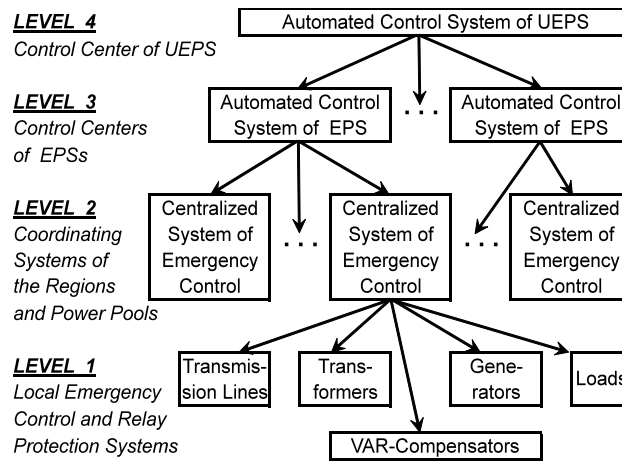 LEVEL 4
Control Center of UEPS
Automated Control System of UEPS
LEVEL 3
Control Centers
of EPSs
Automated Control
System of EPS
. . .
Automated Control
System of EPS
LEVEL 2
Coordinating
Systems of
the Regions
and Power Pools
Centralized
System of
Emergency
Control
. . .
Centralized
System of
Emergency
Control
. . .
Centralized
System of
Emergency
Control
LEVEL 1
Local Emergency
Control and Relay
Protection Systems
Transmis-
sion Lines
Trans-
formers
Gene-
rators
Loads
VAR-Compensators